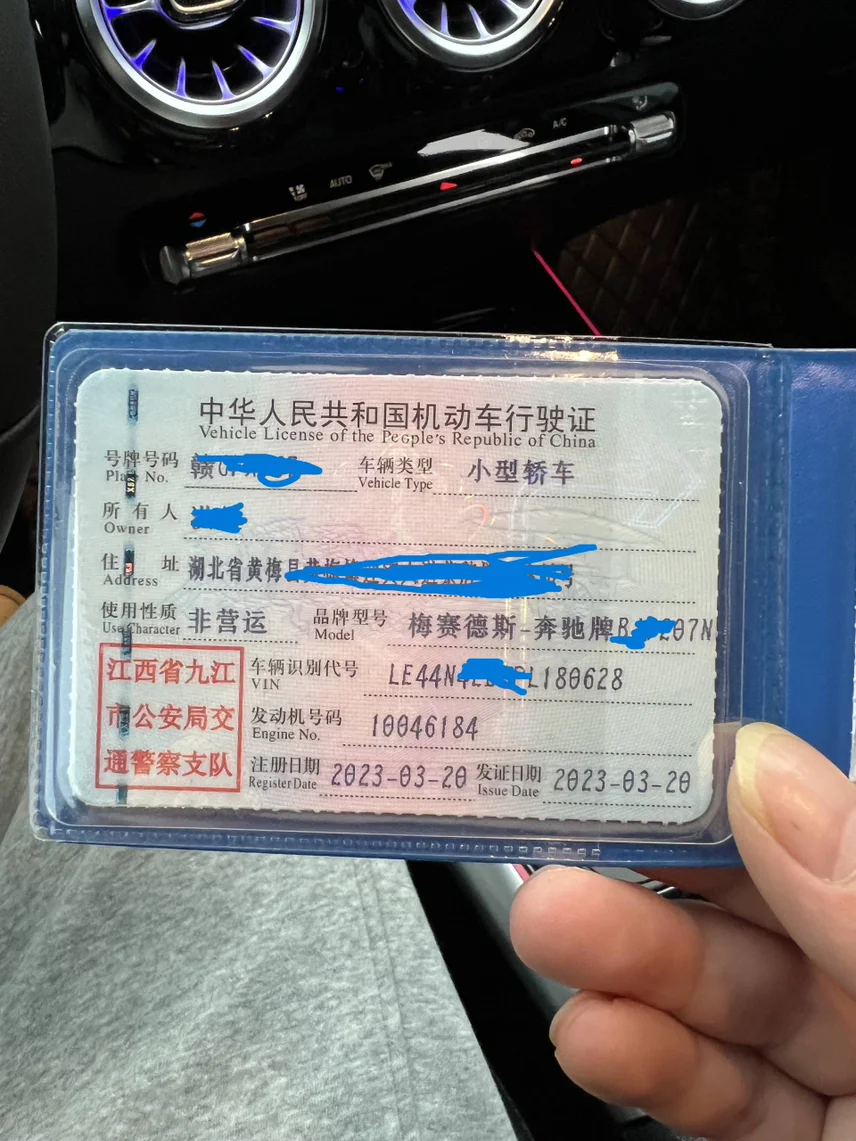 AUTO
A/C
中华人民共和国机动车行驶证
Vehicle License of the People's Republic of China
号牌号码 赣 车辆类型 小型轿车
Plate No. Vehicle Type
所有人
Owner
住址 湖北省黄梅县
Address
使用性质 非营运 品牌型号 梅赛德斯-奔驰牌B 207N
Use Character Model
江西省九江 车辆识别代号 LE44N L180628
VIN
市公安局交 发动机号码 10046184
Engine No.
通警察支队 注册日期 2023-03-20 发证日期 2023-03-20
Register Date Issue Date